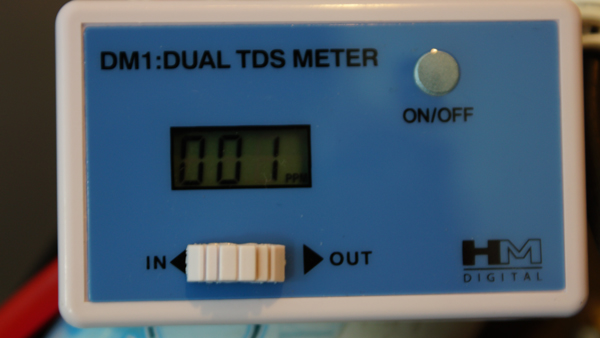 DM1:DUAL TDS METER
ON/OFF
001 PPM
IN OUT
HM
DIGITAL